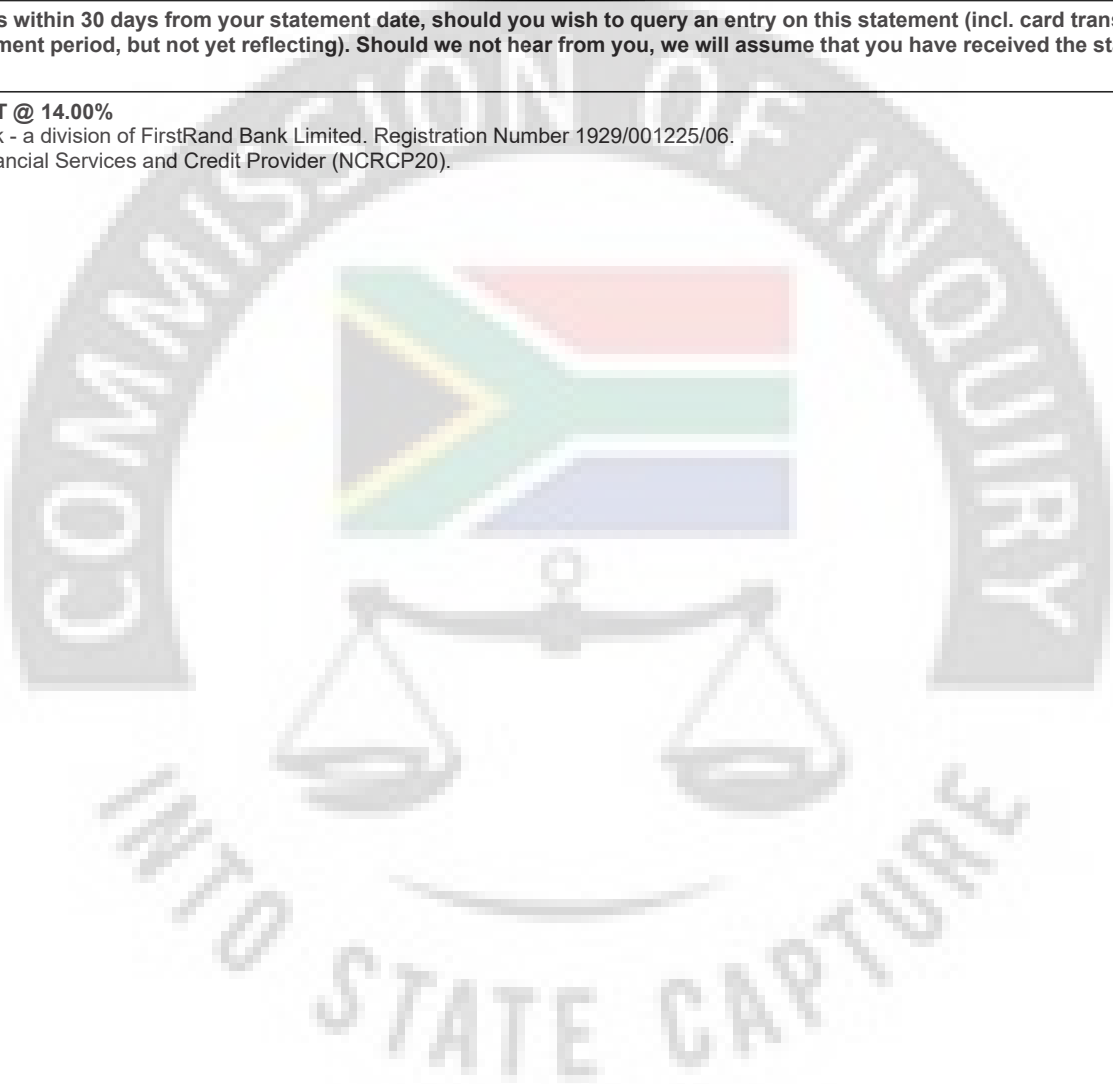 s within 30 days from your statement date, should you wish to query an entry on this statement (incl. card trans
ment period, but not yet reflecting). Should we not hear from you, we will assume that you have received the st
T @ 14.00%
k - a division of FirstRand Bank Limited. Registration Number 1929/001225/06.
ancial Services and Credit Provider (NCRCP20).
COMMISSION OF INQUIRY
INTO STATE CAPTURE